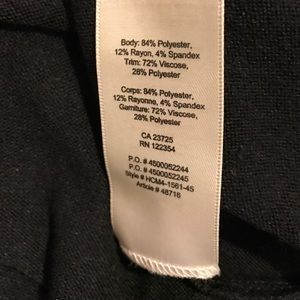 Body: 84% Polyester,
12% Rayon, 4% Spandex
Trim: 72% Viscose,
28% Polyester
Corps: 84% Polyester,
12% Rayonne, 4% Spandex
Garniture: 72% Viscose,
28% Polyester
CA 23725
RN 122354
P.O. # 4500052244
P.O. # 4500052245
Style # HCM4-1561-45
Article # 48716